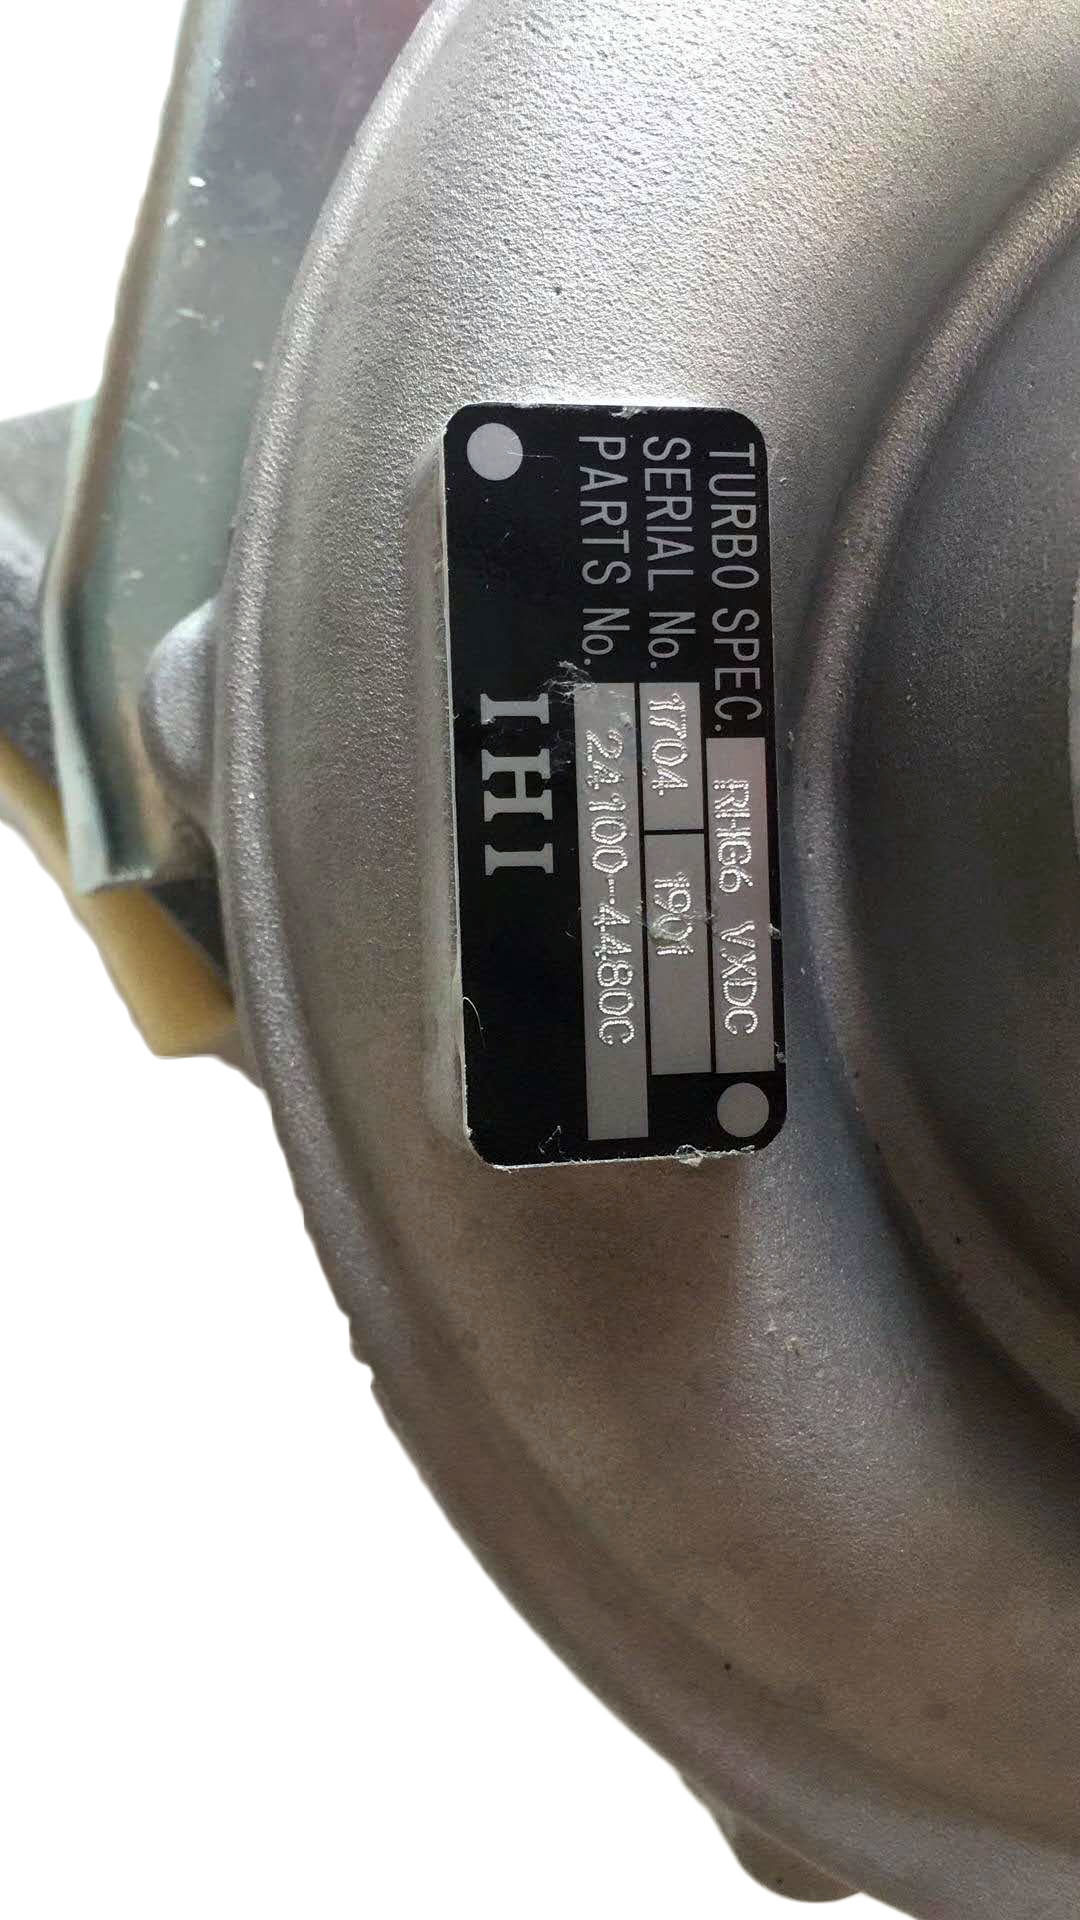 TURBO SPEC. RHG6 VXDC
SERIAL No. 1704 1901
PARTS No. 24100-4480C
IHI